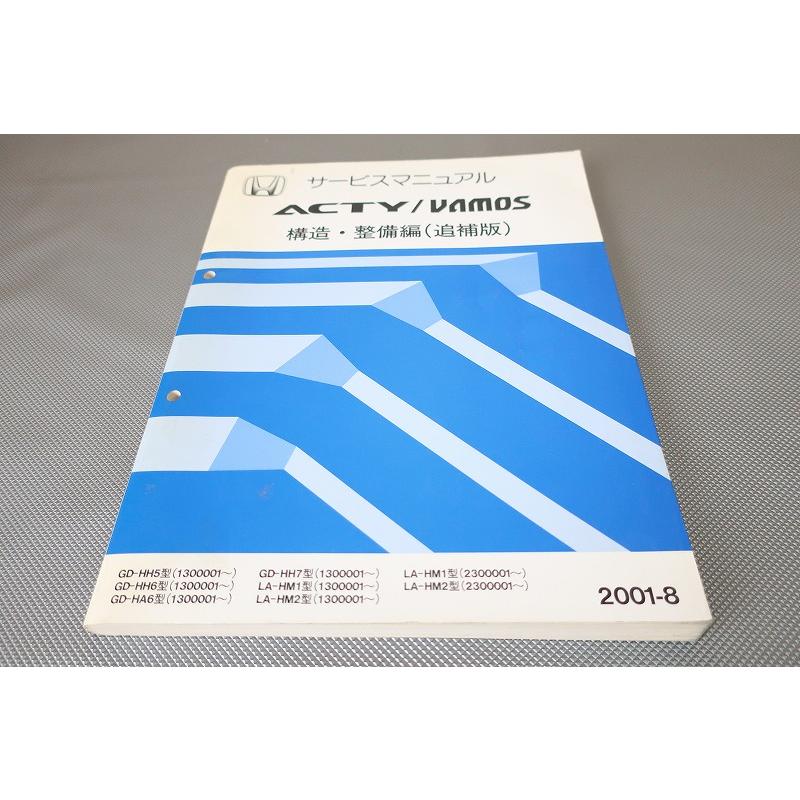 サービスマニュアル
ACTY/VAMOS
構造・整備編(追補版)
GD-HH5型(1300001〜) GD-HH7型(1300001〜) LA-HM1型(2300001〜)
GD-HH6型(1300001〜) LA-HM1型(1300001〜) LA-HM2型(2300001〜)
GD-HA6型(1300001〜) LA-HM2型(1300001〜)
2001-8